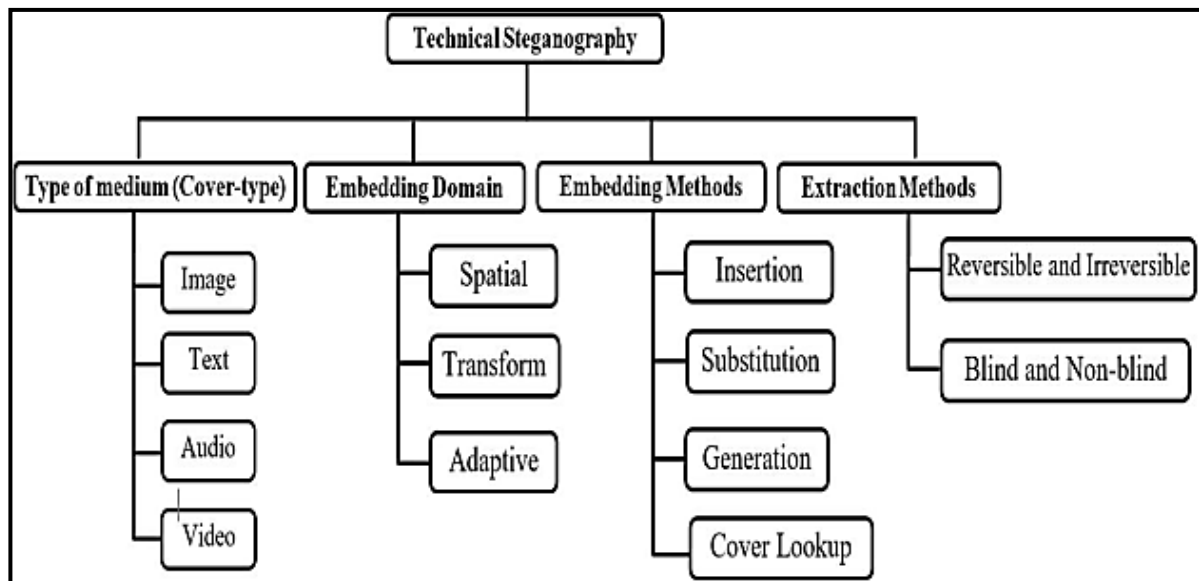 Technical Steganography
Type of medium (Cover-type)
Embedding Domain
Embedding Methods
Extraction Methods
Image
Text
Audio
Video
Spatial
Transform
Adaptive
Insertion
Substitution
Generation
Cover Lookup
Reversible and Irreversible
Blind and Non-blind